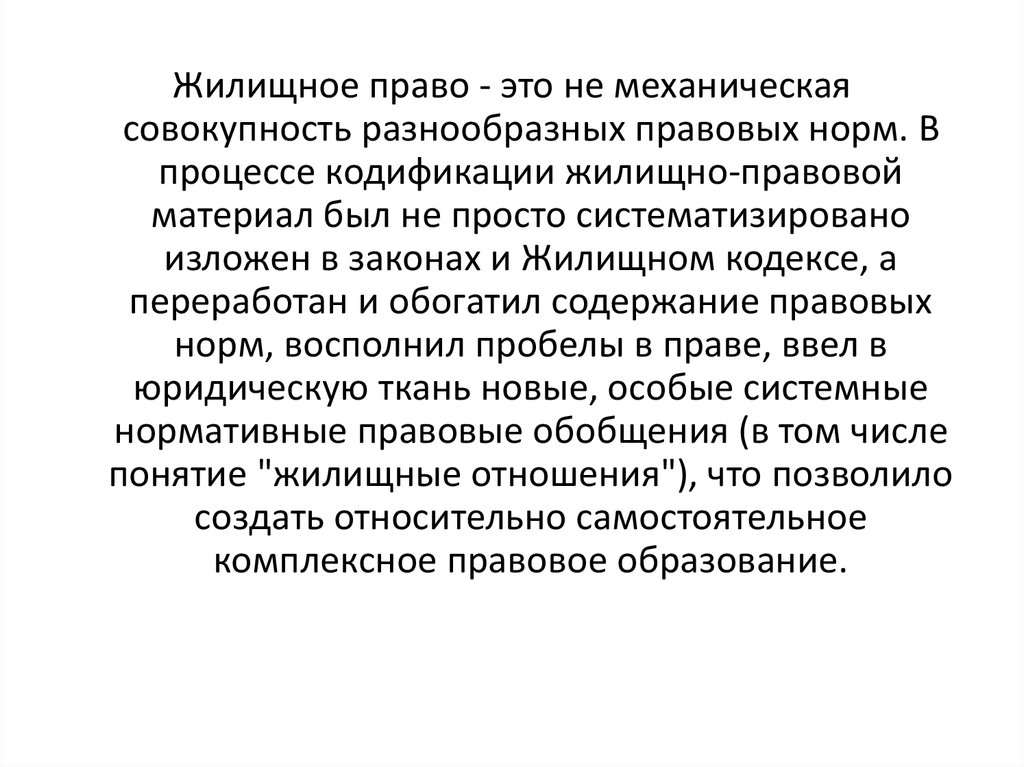 Жилищное право - это не механическая
совокупность разнообразных правовых норм. В
процессе кодификации жилищно-правовой
материал был не просто систематизировано
изложен в законах и Жилищном кодексе, а
переработан и обогатил содержание правовых
норм, восполнил пробелы в праве, ввел в
юридическую ткань новые, особые системные
нормативные правовые обобщения (в том числе
понятие "жилищные отношения"), что позволило
создать относительно самостоятельное
комплексное правовое образование.